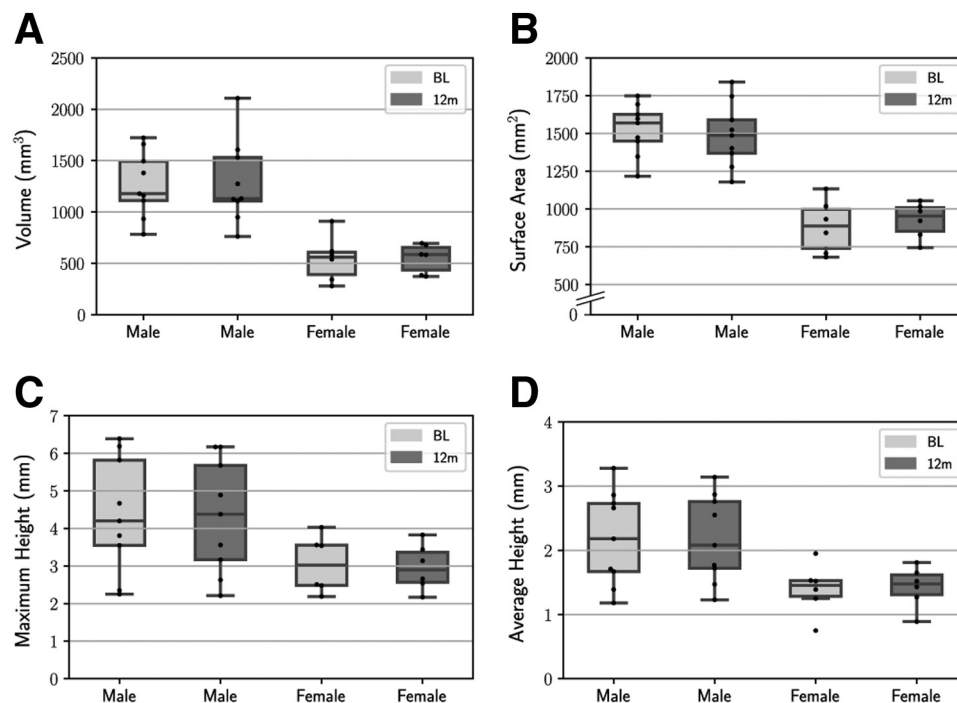 A
Volume (mm³)
2500
2000
1500
1000
500
0
BL
12m
Male Male Female Female
B
Surface Area (mm²)
2000
1750
1500
1250
1000
750
500
0
BL
12m
Male Male Female Female
C
Maximum Height (mm)
7
6
5
4
3
2
1
0
BL
12m
Male Male Female Female
D
Average Height (mm)
4
3
2
1
0
BL
12m
Male Male Female Female